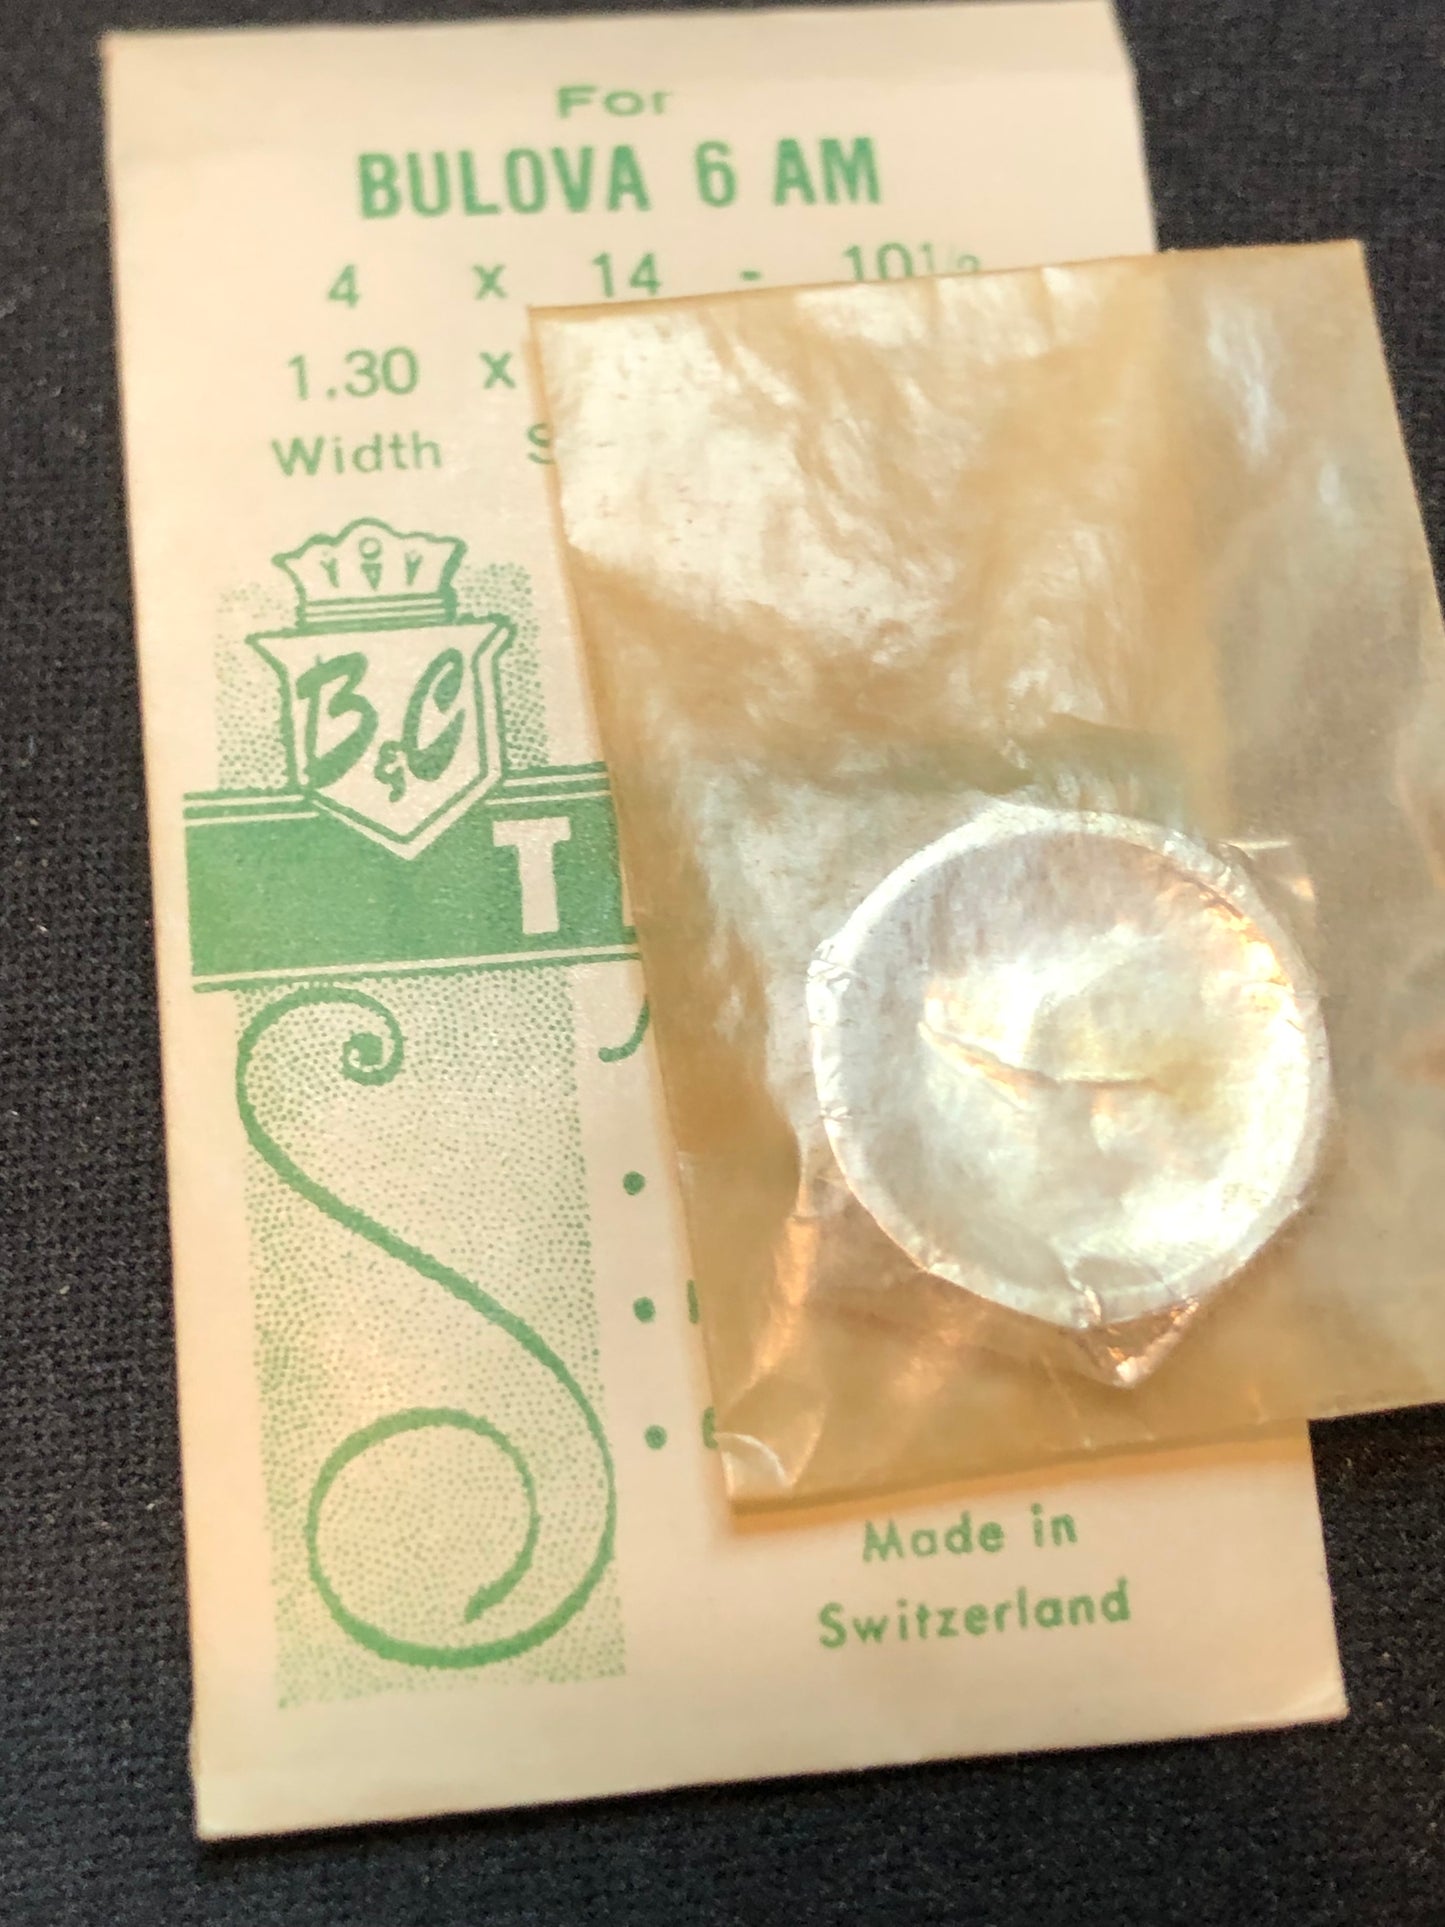 For
BULOVA 6 AM
4 x 14 - 10½
1.30 x
Width
B&C
T
Made in
Switzerland